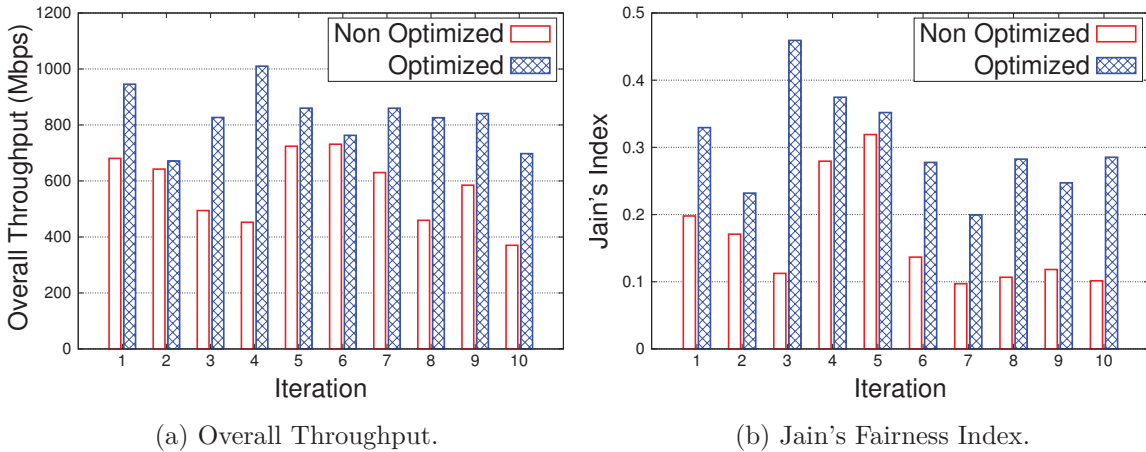 Overall Throughput (Mbps)
1200
1000
800
600
400
200
0
Non Optimized
Optimized
1 2 3 4 5 6 7 8 9 10
Iteration
(a) Overall Throughput.
Jain's Index
0.5
0.4
0.3
0.2
0.1
0
Non Optimized
Optimized
1 2 3 4 5 6 7 8 9 10
Iteration
(b) Jain's Fairness Index.